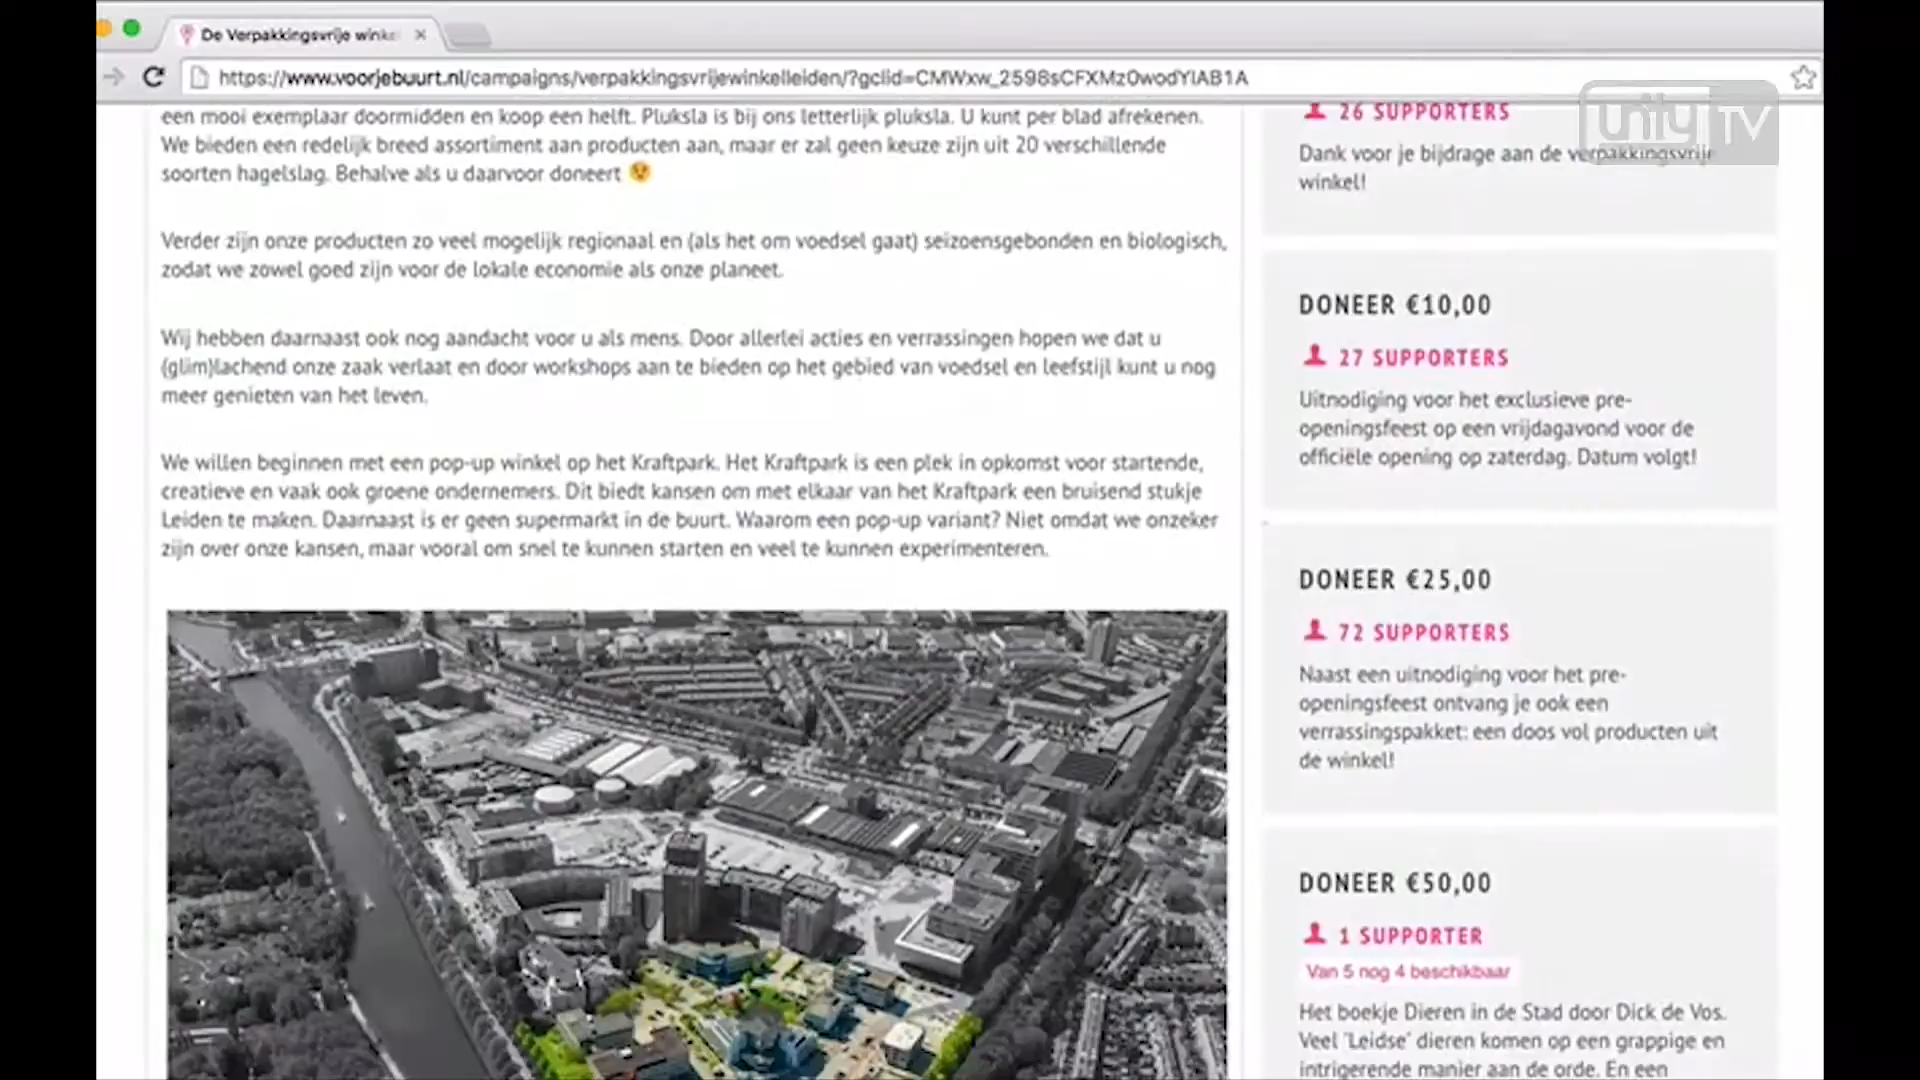 De Verpakkingsvrije winke
https://www.voorjebuurt.nl/campaigns/verpakkingsvrijewinkelleiden/?gclid=CMWxw_2598sCFXMz0wodYIAB1A
unity TV
een mooi exemplaar doormidden en koop een helft. Pluksla is bij ons letterlijk pluksla. U kunt per blad afrekenen.
We bieden een redelijk breed assortiment aan producten aan, maar er zal geen keuze zijn uit 20 verschillende
soorten hagelslag. Behalve als u daarvoor doneert 😉
Verder zijn onze producten zo veel mogelijk regionaal en (als het om voedsel gaat) seizoensgebonden en biologisch,
zodat we zowel goed zijn voor de lokale economie als onze planeet.
Wij hebben daarnaast ook nog aandacht voor u als mens. Door allerlei acties en verrassingen hopen we dat u
(glim)lachend onze zaak verlaat en door workshops aan te bieden op het gebied van voedsel en leefstijl kunt u nog
meer genieten van het leven.
We willen beginnen met een pop-up winkel op het Kraftpark. Het Kraftpark is een plek in opkomst voor startende,
creatieve en vaak ook groene ondernemers. Dit biedt kansen om met elkaar van het Kraftpark een bruisend stukje
Leiden te maken. Daarnaast is er geen supermarkt in de buurt. Waarom een pop-up variant? Niet omdat we onzeker
zijn over onze kansen, maar vooral om snel te kunnen starten en veel te kunnen experimenteren.
26 SUPPORTERS
Dank voor je bijdrage aan de verpakkingsvrije
winkel!
DONEER €10,00
27 SUPPORTERS
Uitnodiging voor het exclusieve pre-
openingsfeest op een vrijdagavond voor de
officiële opening op zaterdag. Datum volgt!
DONEER €25,00
72 SUPPORTERS
Naast een uitnodiging voor het pre-
openingsfeest ontvang je ook een
verrassingspakket: een doos vol producten uit
de winkel!
DONEER €50,00
1 SUPPORTER
Van 5 nog 4 beschikbaar
Het boekje Dieren in de Stad door Dick de Vos.
Veel 'Leidse' dieren komen op een grappige en
intrigerende manier aan de orde. En een